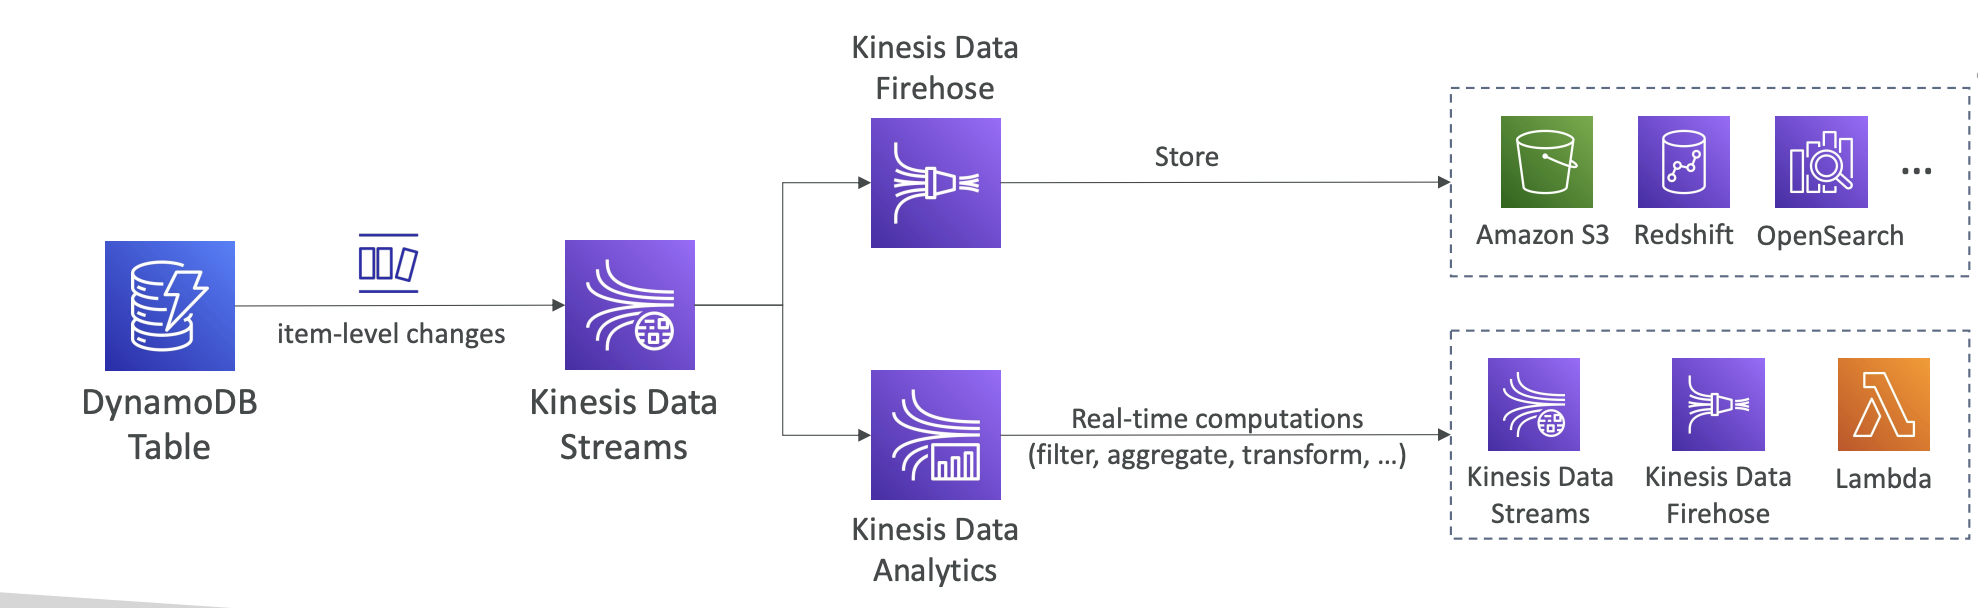 Kinesis Data
Firehose
Store
Amazon S3
Redshift
OpenSearch
...
item-level changes
DynamoDB
Table
Kinesis Data
Streams
Real-time computations
(filter, aggregate, transform, ...)
Kinesis Data
Analytics
Kinesis Data
Streams
Kinesis Data
Firehose
Lambda